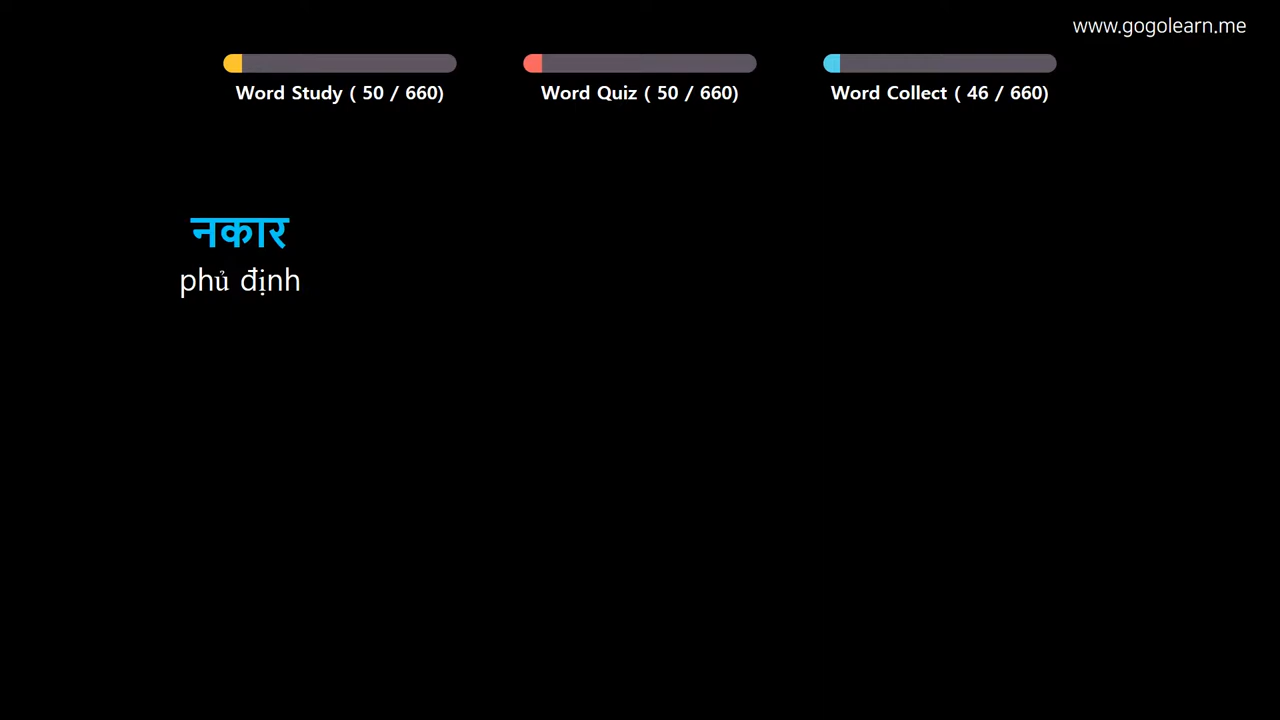 www.gogolearn.me
Word Study ( 50 / 660)
Word Quiz ( 50 / 660)
Word Collect ( 46 / 660)
नकार
phủ định